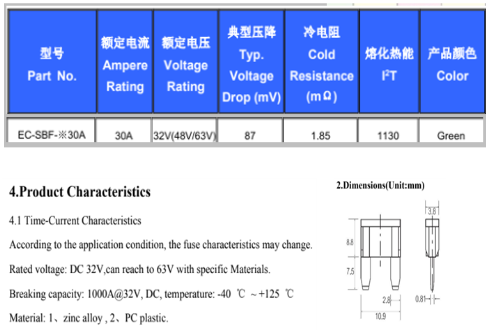 型号
Part No.
额定电流
Ampere
Rating
额定电压
Voltage
Rating
典型压降
Typ.
Voltage
Drop (mV)
冷电阻
Cold
Resistance
(mΩ)
熔化热能
I²T
产品颜色
Color
EC-SBF-※30A 30A 32V(48V/63V) 87 1.85 1130 Green
4.Product Characteristics
4.1 Time-Current Characteristics
According to the application condition, the fuse characteristics may change.
Rated voltage: DC 32V,can reach to 63V with specific Materials.
Breaking capacity: 1000A@32V, DC, temperature: -40 ℃ ~ +125 ℃
Material: 1、zinc alloy , 2、PC plastic.
2.Dimensions(Unit:mm)
3.8
8.8
7.5
2.8
0.81
10.9